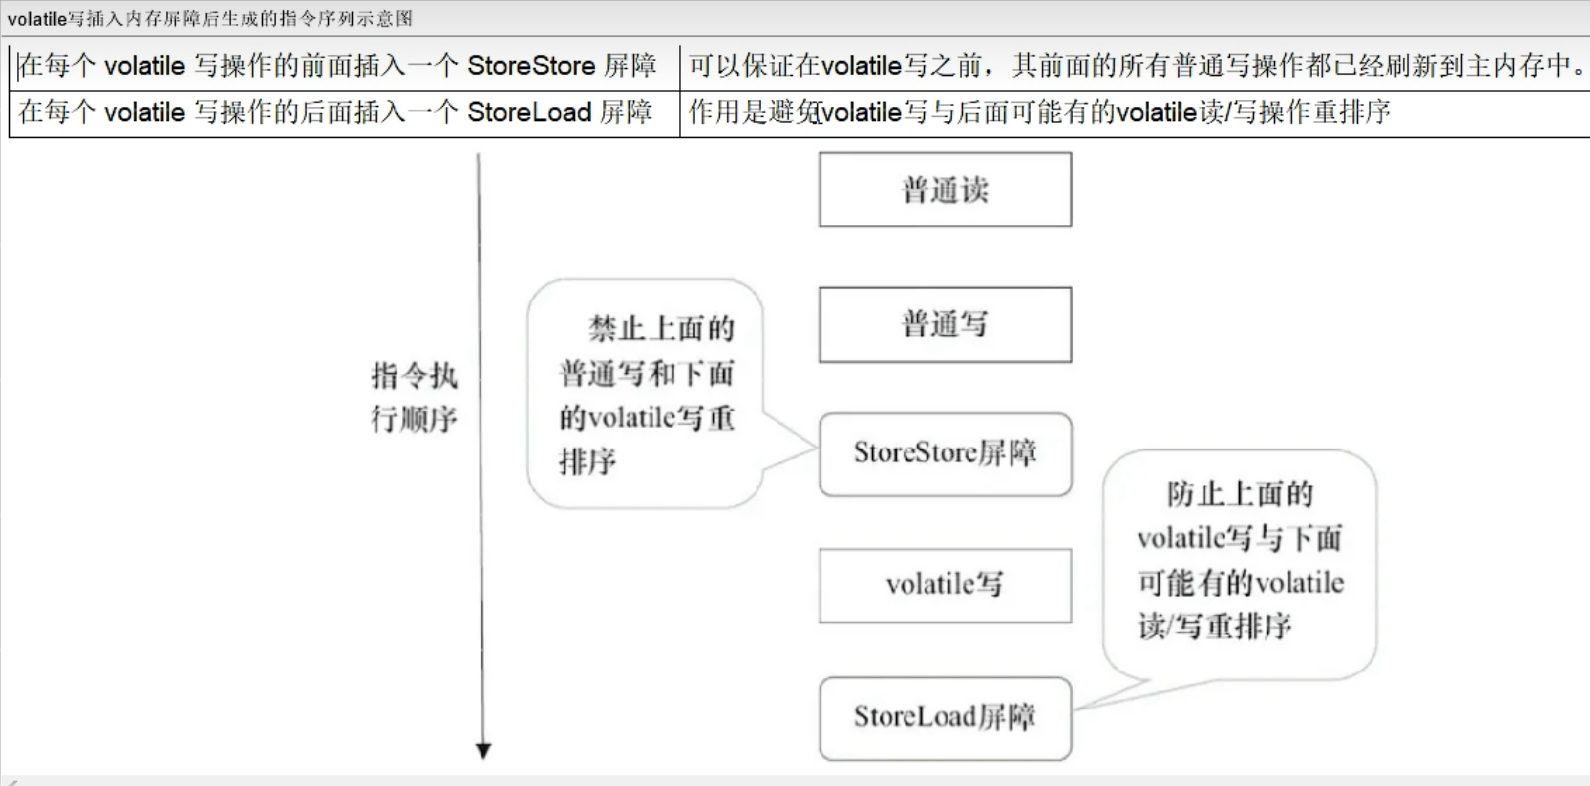 volatile写插入内存屏障后生成的指令序列示意图
在每个 volatile 写操作的前面插入一个 StoreStore 屏障
可以保证在volatile写之前，其前面的所有普通写操作都已经刷新到主内存中。
在每个 volatile 写操作的后面插入一个 StoreLoad 屏障
作用是避免volatile写与后面可能有的volatile读/写操作重排序
普通读
普通写
禁止上面的
普通写和下面
的volatile写重
排序
指令执
行顺序
StoreStore屏障
防止上面的
volatile写与下面
可能有的volatile
读/写重排序
volatile写
StoreLoad屏障